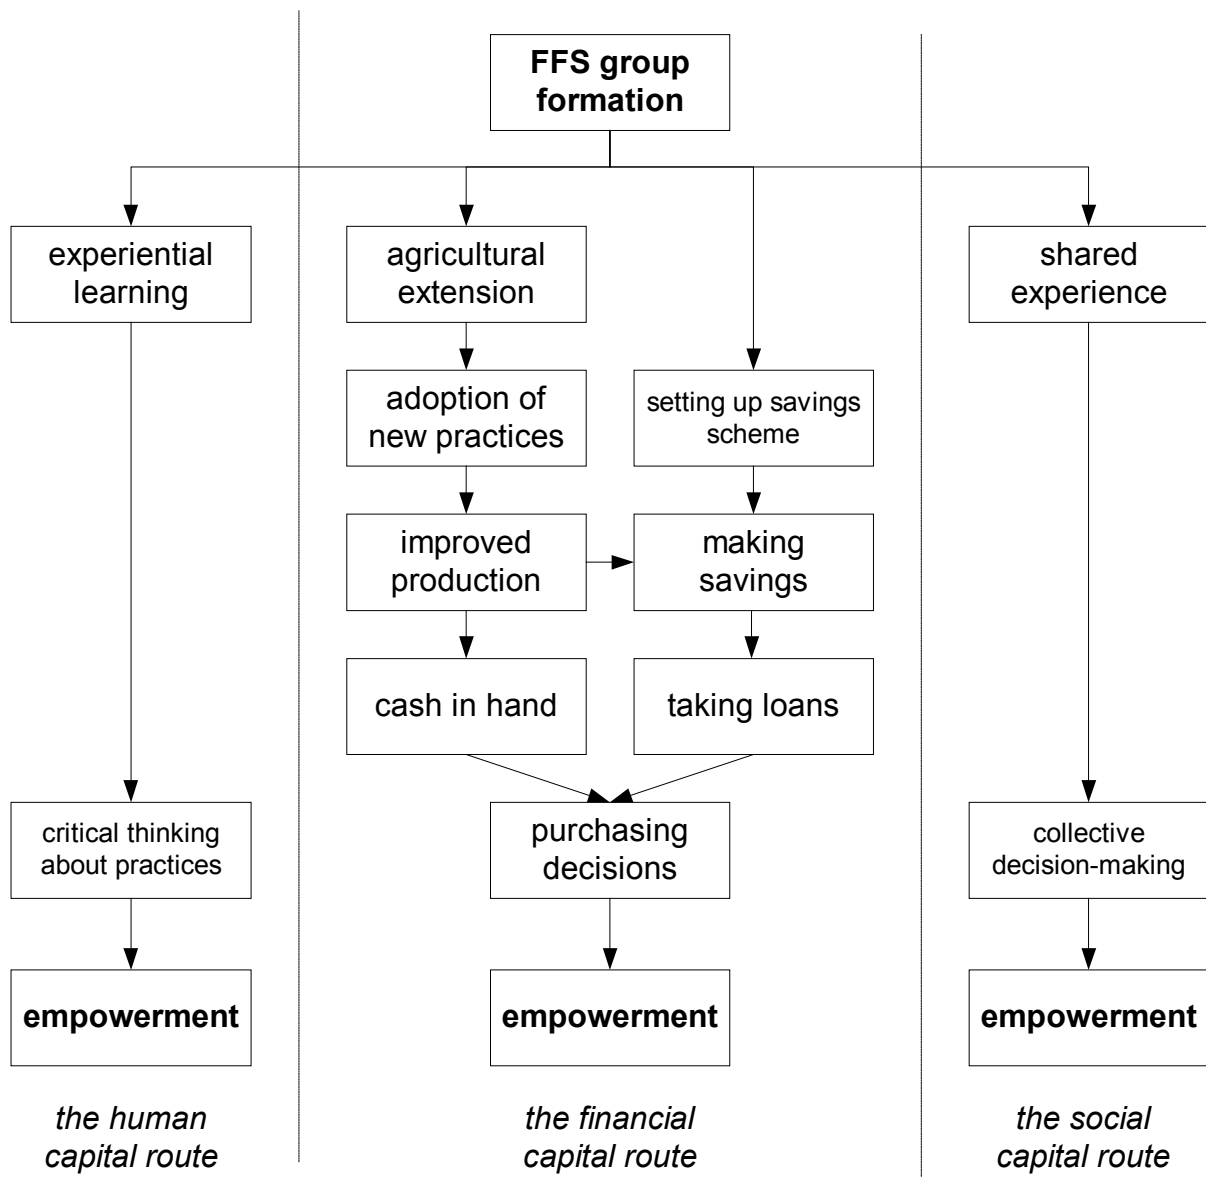 FFS group
formation
experiential
learning
agricultural
extension
shared
experience
adoption of
new practices
setting up savings
scheme
improved
production
making
savings
cash in hand
taking loans
critical thinking
about practices
purchasing
decisions
collective
decision-making
empowerment
empowerment
empowerment
the human
capital route
the financial
capital route
the social
capital route